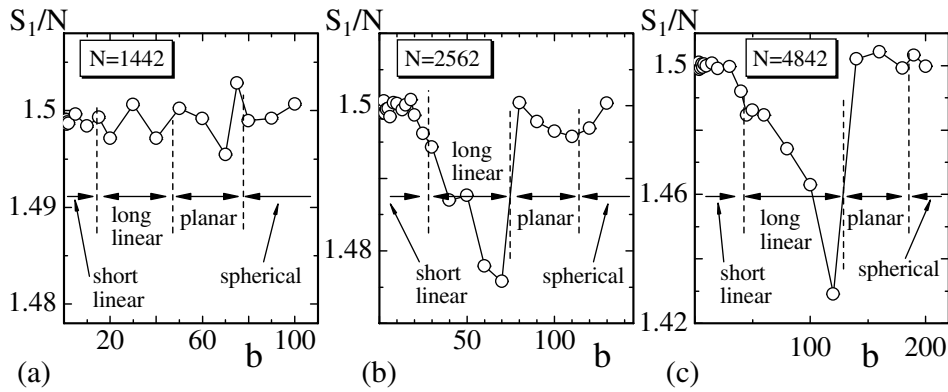 S1/N
N=1442
1.5
1.49
1.48
long
linear
planar
short
linear
spherical
20
60
100
b
(a)
S1/N
N=2562
1.5
1.48
long
linear
planar
short
linear
spherical
50
100
b
(b)
S1/N
N=4842
1.5
1.46
1.42
long
linear
planar
short
linear
spherical
100
200
b
(c)